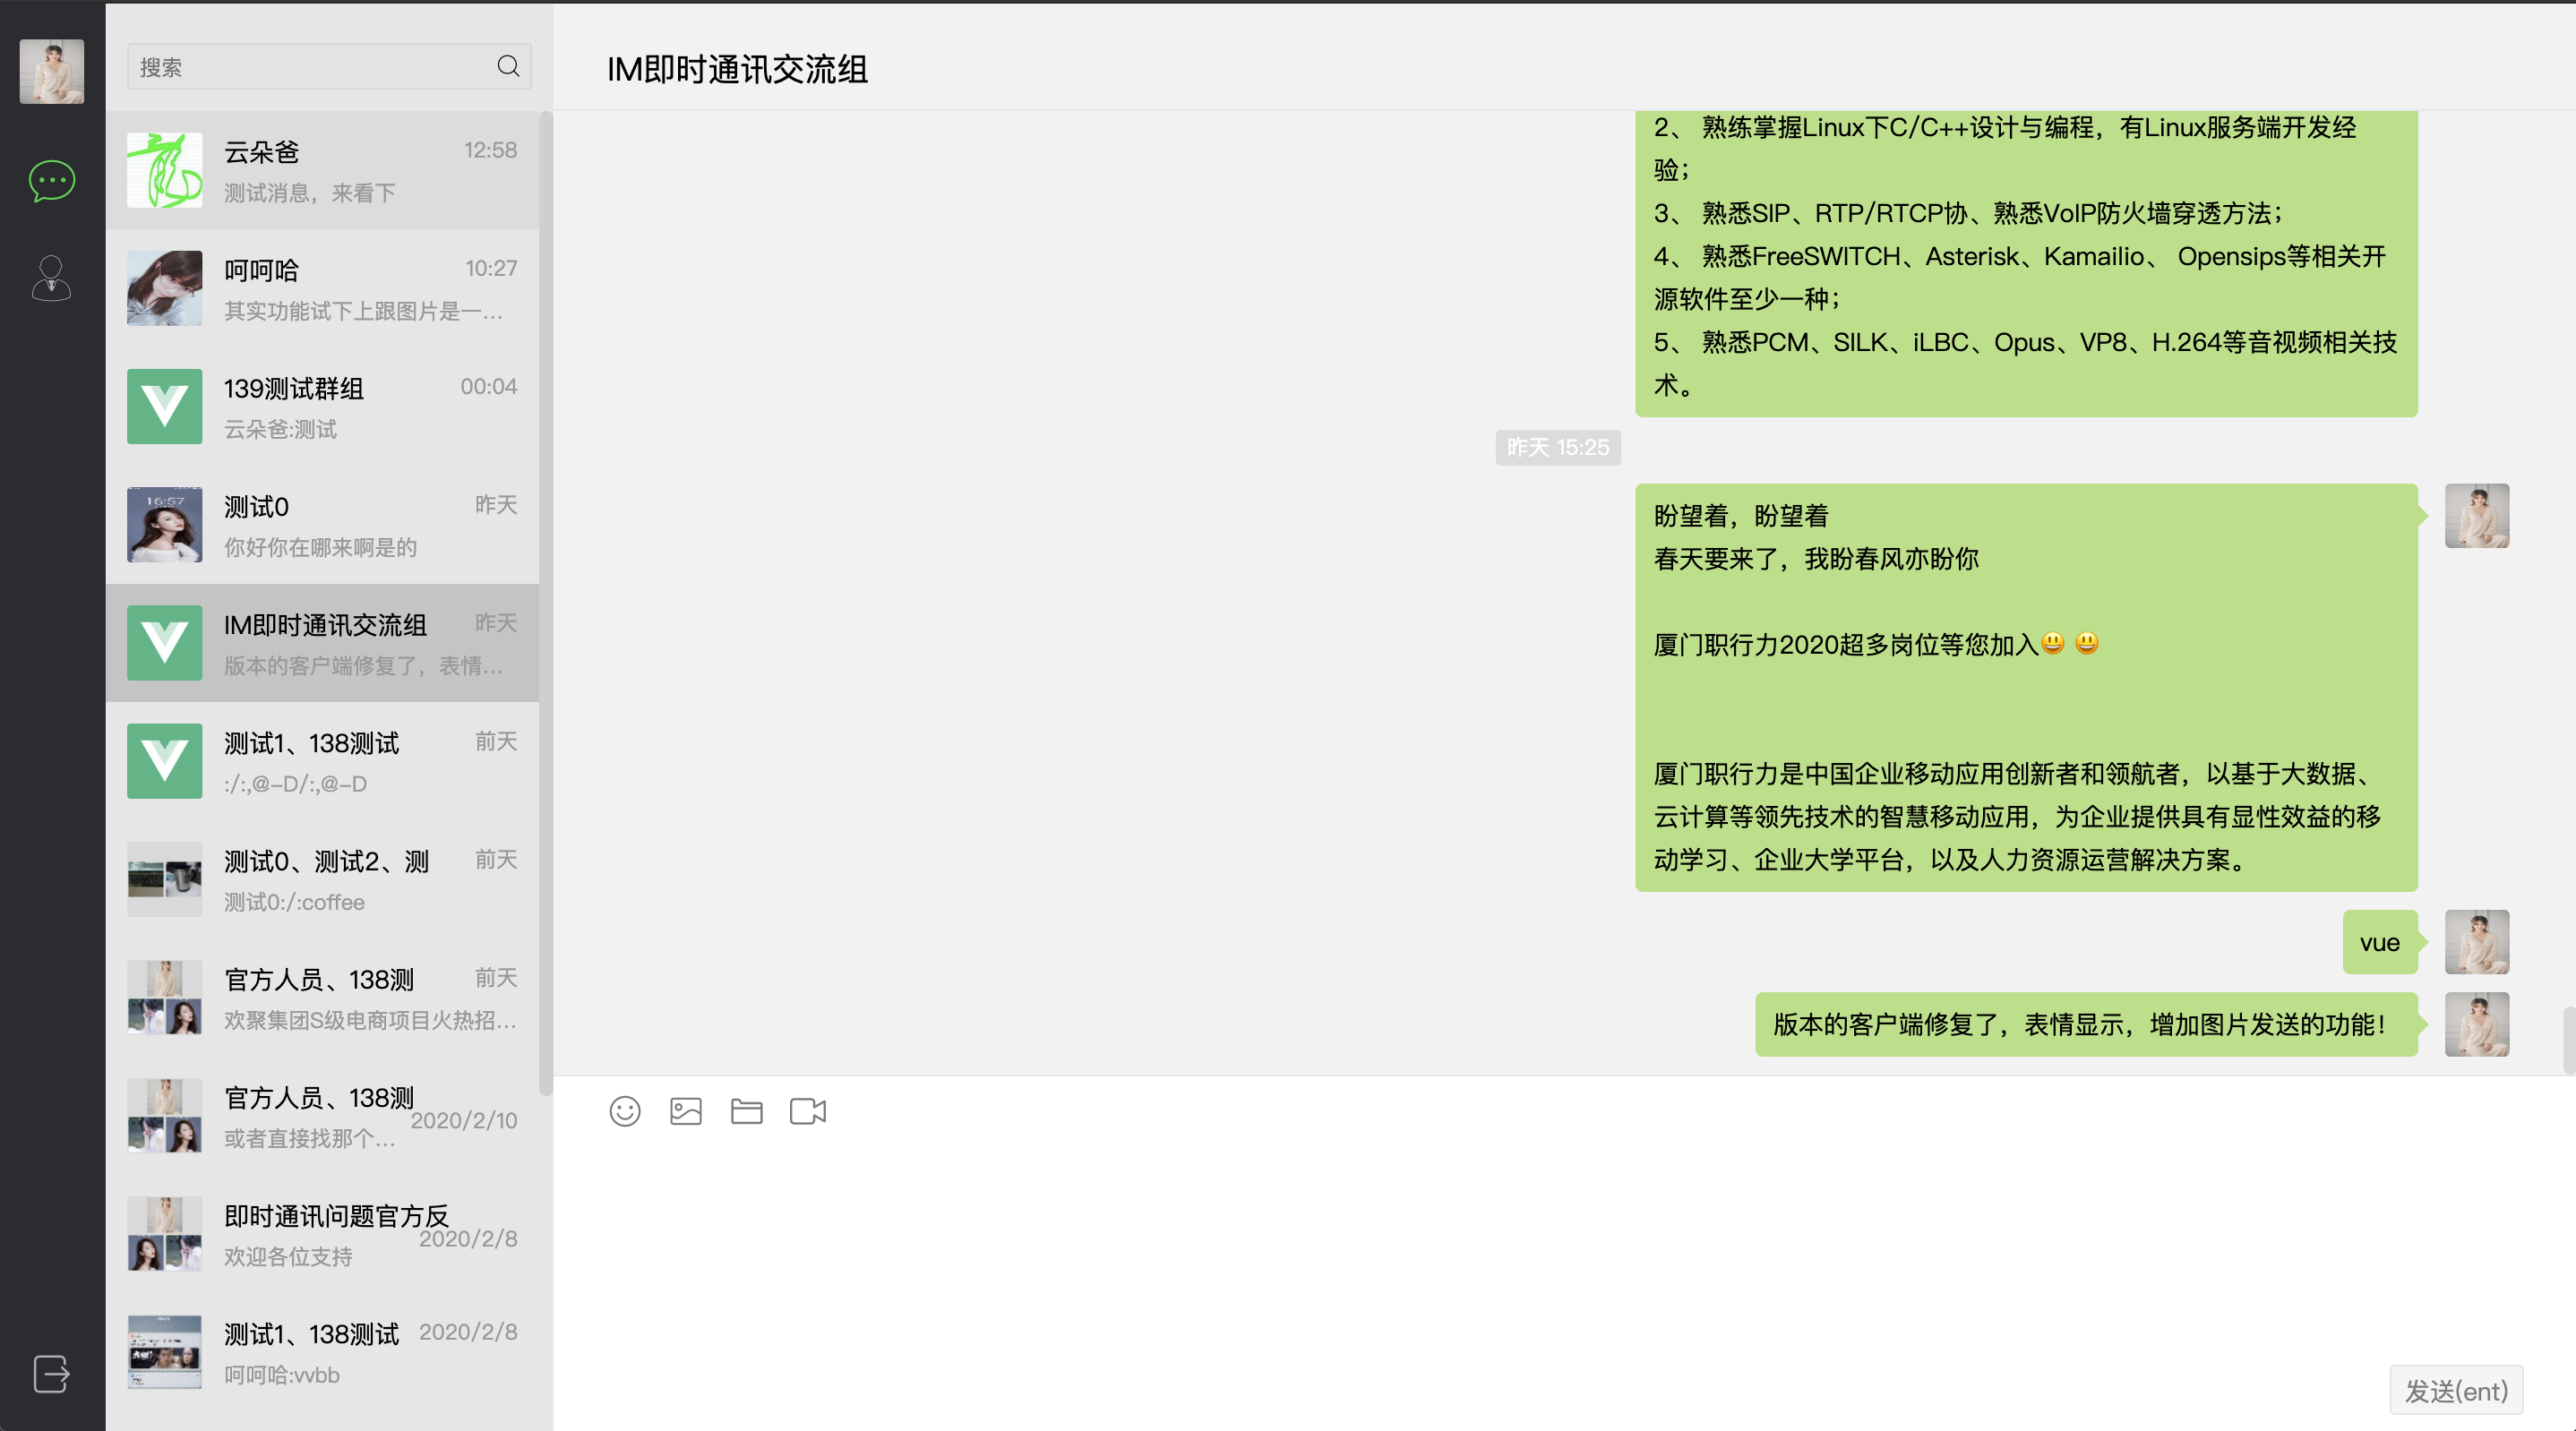 搜索
云朵爸
12:58
测试消息，来看下
呵呵哈
10:27
其实功能试下上跟图片是一...
139测试群组
00:04
云朵爸:测试
16:57
测试0
昨天
你好你在哪来啊是的
IM即时通讯交流组
昨天
版本的客户端修复了，表情...
测试1、138测试
前天
:/:,@-D/:,@-D
测试0、测试2、测
前天
测试0:/:coffee
官方人员、138测
前天
欢聚集团S级电商项目火热招...
官方人员、138测
2020/2/10
或者直接找那个...
即时通讯问题官方反
2020/2/8
欢迎各位支持
测试1、138测试
2020/2/8
呵呵哈:vvbb
IM即时通讯交流组
2、 熟练掌握Linux下C/C++设计与编程，有Linux服务端开发经
验；
3、 熟悉SIP、RTP/RTCP协、熟悉VoIP防火墙穿透方法；
4、 熟悉FreeSWITCH、Asterisk、Kamailio、 Opensips等相关开
源软件至少一种；
5、 熟悉PCM、SILK、iLBC、Opus、VP8、H.264等音视频相关技
术。
昨天 15:25
盼望着，盼望着
春天要来了，我盼春风亦盼你
厦门职行力2020超多岗位等您加入😃 😃
厦门职行力是中国企业移动应用创新者和领航者，以基于大数据、
云计算等领先技术的智慧移动应用，为企业提供具有显性效益的移
动学习、企业大学平台，以及人力资源运营解决方案。
vue
版本的客户端修复了，表情显示，增加图片发送的功能！
发送(ent)